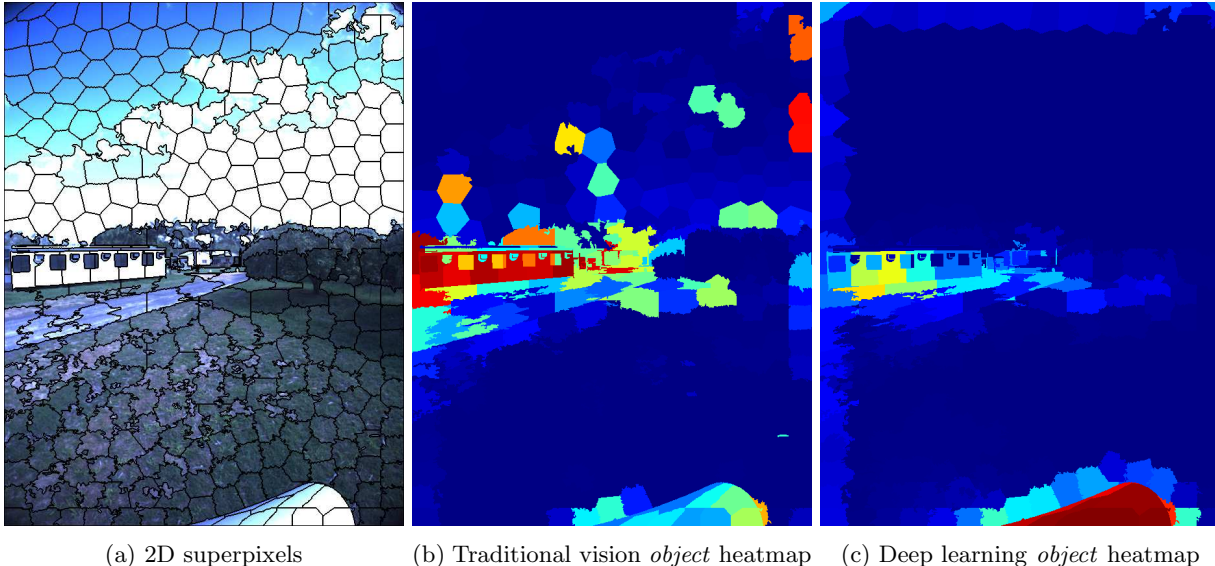 (a) 2D superpixels
(b) Traditional vision object heatmap
(c) Deep learning object heatmap